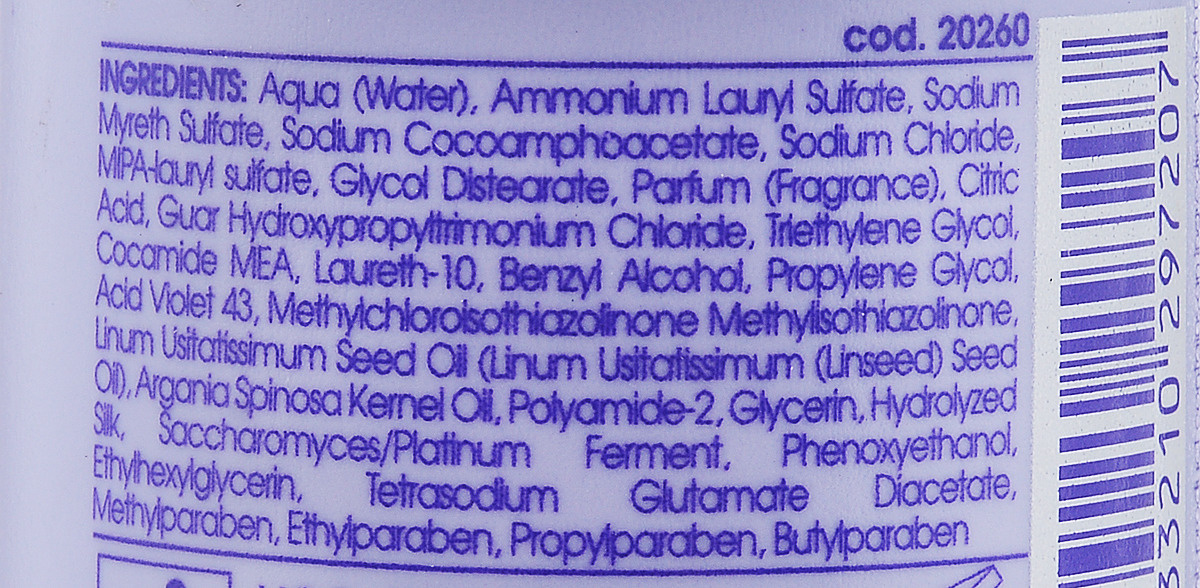 cod. 20260
INGREDIENTS: Aqua (Water), Ammonium Lauryl Sulfate, Sodium
Myreth Sulfate, Sodium Cocoamphoacetate, Sodium Chloride,
MIPA-lauryl sulfate, Glycol Distearate, Parfum (Fragrance), Citric
Acid, Guar Hydroxypropyltrimonium Chloride, Triethylene Glycol,
Cocamide MEA, Laureth-10, Benzyl Alcohol, Propylene Glycol,
Acid Violet 43, Methylchloroisothiazolinone Methylisothiazolinone,
Linum Usitatissimum Seed Oil (Linum Usitatissimum (Linseed) Seed
Oil), Argania Spinosa Kernel Oil, Polyamide-2, Glycerin, Hydrolyzed
Silk, Saccharomyces/Platinum Ferment, Phenoxyethanol,
Ethylhexylglycerin, Tetrasodium Glutamate Diacetate,
Methylparaben, Ethylparaben, Propylparaben, Butylparaben
33210 2972207